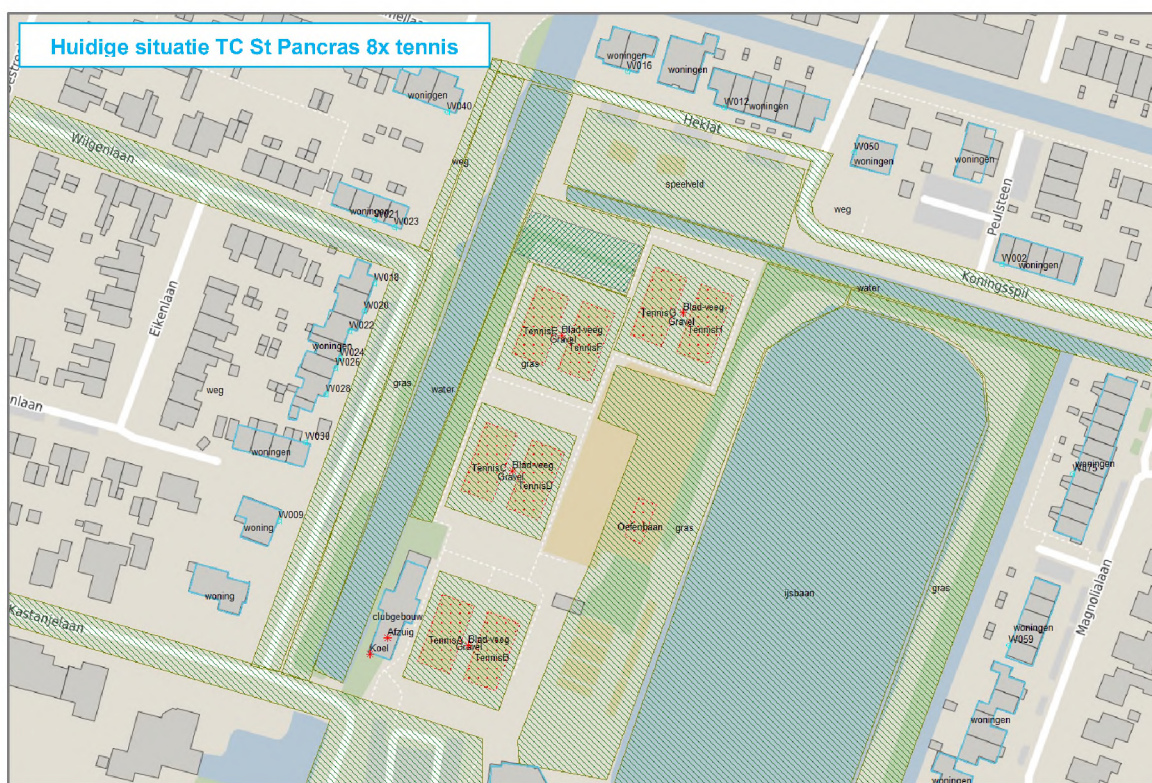 Huidige situatie TC St Pancras 8x tennis
woningen
W016
woningen
W012
woningen
woningen
W040
Heklat
W050
woningen
woningen
Wilgenlaan
weg
speelveld
Peulsteen
woningen
W021
W023
weg
W002
woningen
Koningsspil
water
W018
W020
W022
woningen
W024
W026
W028
Eikenlaan
weg
gras
water
TennisE
Blad-veeg
Gravel
TennisF
gras
TennisG
Blad-veeg
Gravel
TennisH
enlaan
W030
woningen
TennisC
Blad-veeg
Gravel
TennisD
woningen
W075
W009
woning
Oefenbaan
gras
ijsbaan
gras
Magnolialaan
woning
Kastanjelaan
clubgebouw
Afzuig
Koel
TennisA
Blad-veeg
Gravel
TennisB
woningen
W059
woningen
woningen